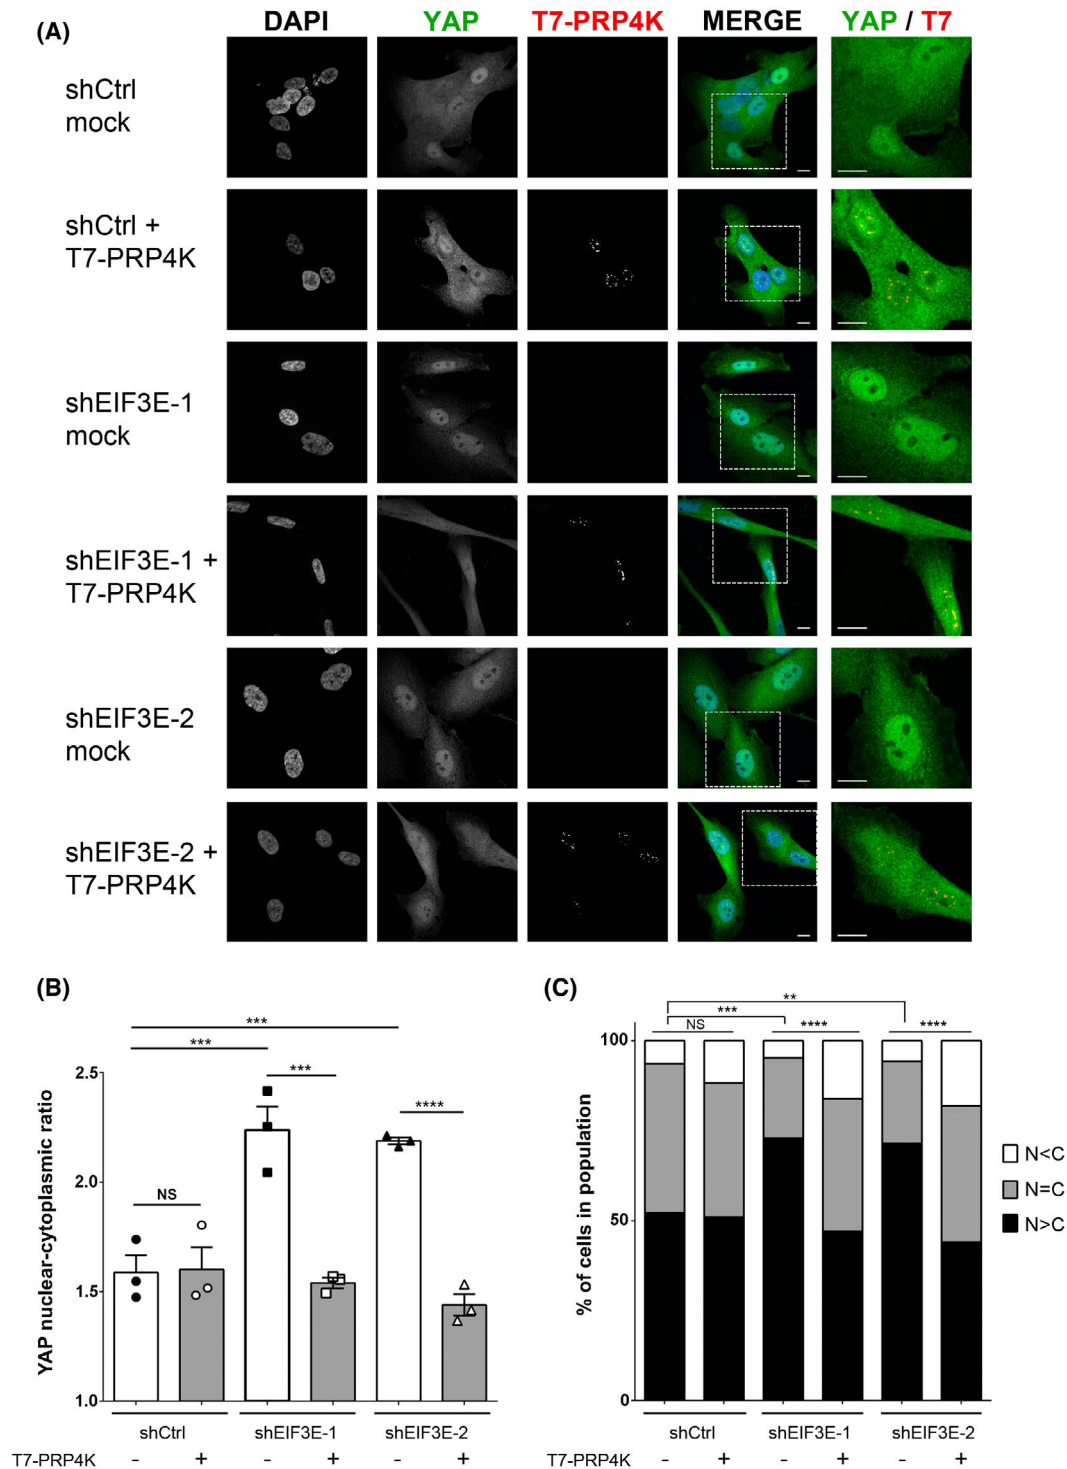 (A)
DAPI YAP T7-PRP4K MERGE YAP / T7
shCtrl
mock
shCtrl +
T7-PRP4K
shEIF3E-1
mock
shEIF3E-1 +
T7-PRP4K
shEIF3E-2
mock
shEIF3E-2 +
T7-PRP4K
(B)
***
***
***
****
NS
YAP nuclear-cytoplasmic ratio
2.5
2.0
1.5
1.0
shCtrl shEIF3E-1 shEIF3E-2
T7-PRP4K - + - + - +
(C)
**
***
NS **** ****
% of cells in population
100
50
0
N<C
N=C
N>C
shCtrl shEIF3E-1 shEIF3E-2
T7-PRP4K - + - + - +